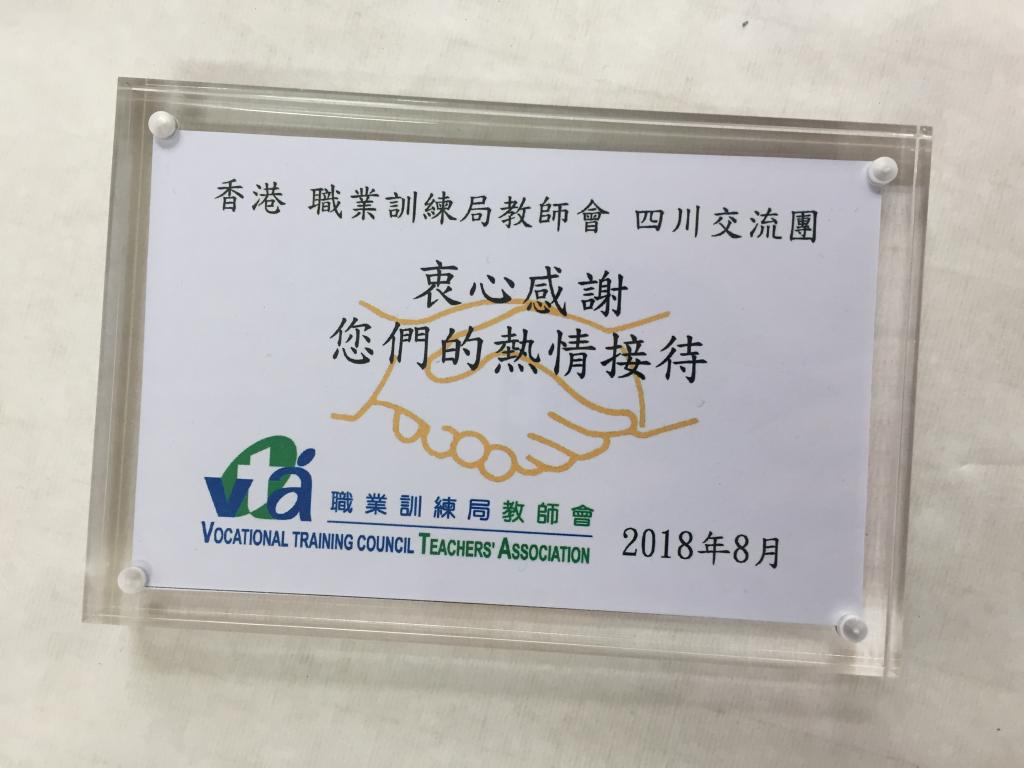 香港 職業訓練局教師會 四川交流團
衷心感謝
您們的熱情接待
vta 職業訓練局教師會
VOCATIONAL TRAINING COUNCIL TEACHERS' ASSOCIATION
2018年8月